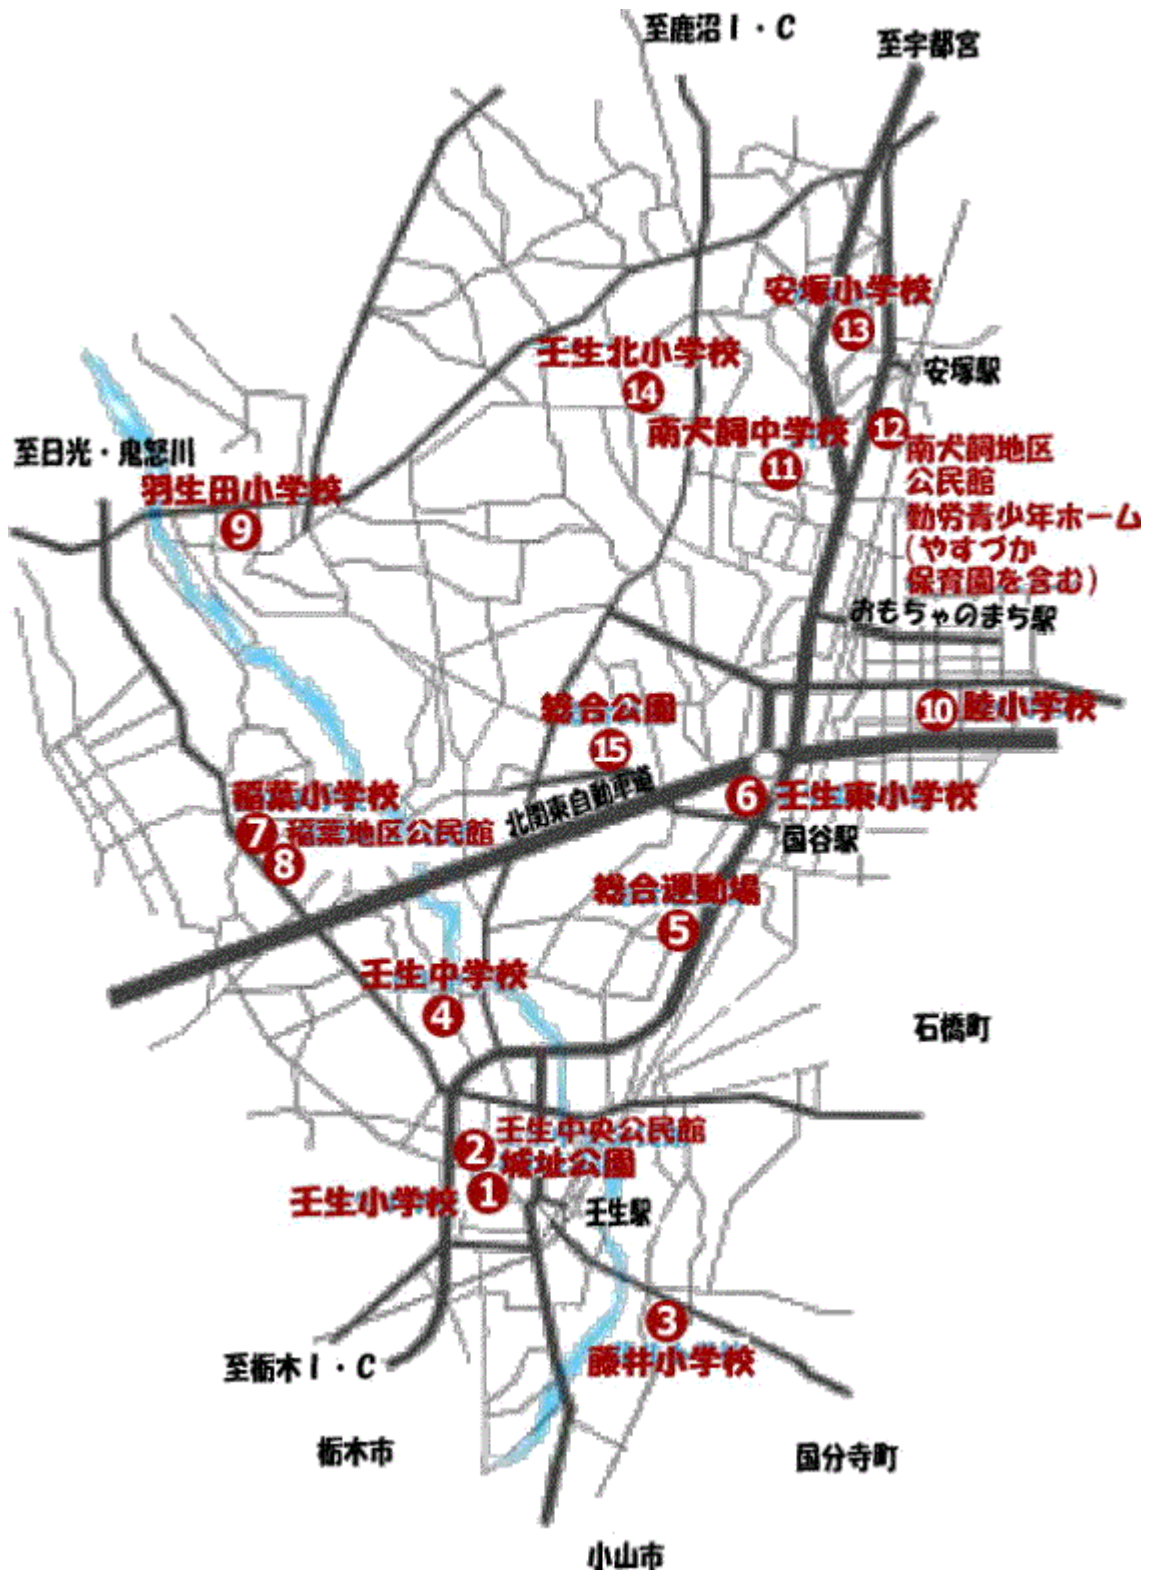 至鹿沼I・C
至宇都宮
安塚小学校
13
壬生北小学校
14
安塚駅
南犬飼中学校
11
12
南犬飼地区
公民館
勤労青少年ホーム
(やすづか
保育園を含む)
至日光・鬼怒川
羽生田小学校
9
おもちゃのまち駅
総合公園
15
10
睦小学校
稲葉小学校
7
稲葉地区公民館
8
北関東自動車道
6
壬生東小学校
国谷駅
総合運動場
5
壬生中学校
4
石橋町
2
壬生中央公民館
城址公園
壬生小学校
1
壬生駅
3
藤井小学校
至栃木I・C
栃木市
国分寺町
小山市